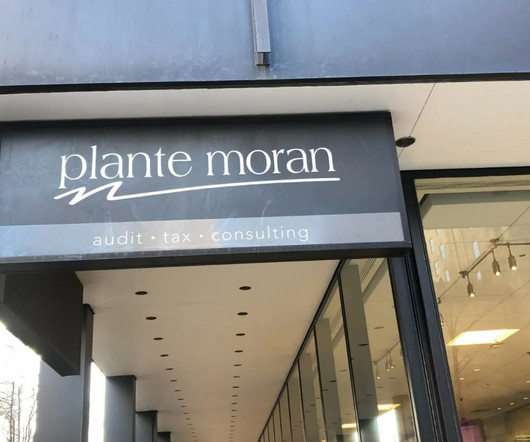 plante moran
audit · tax · consulting